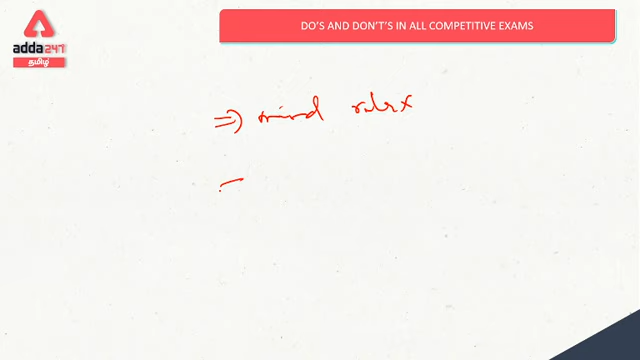 DO'S AND DON'T'S IN ALL COMPETITIVE EXAMS
adda247
தமிழ்
⇒ mind relax